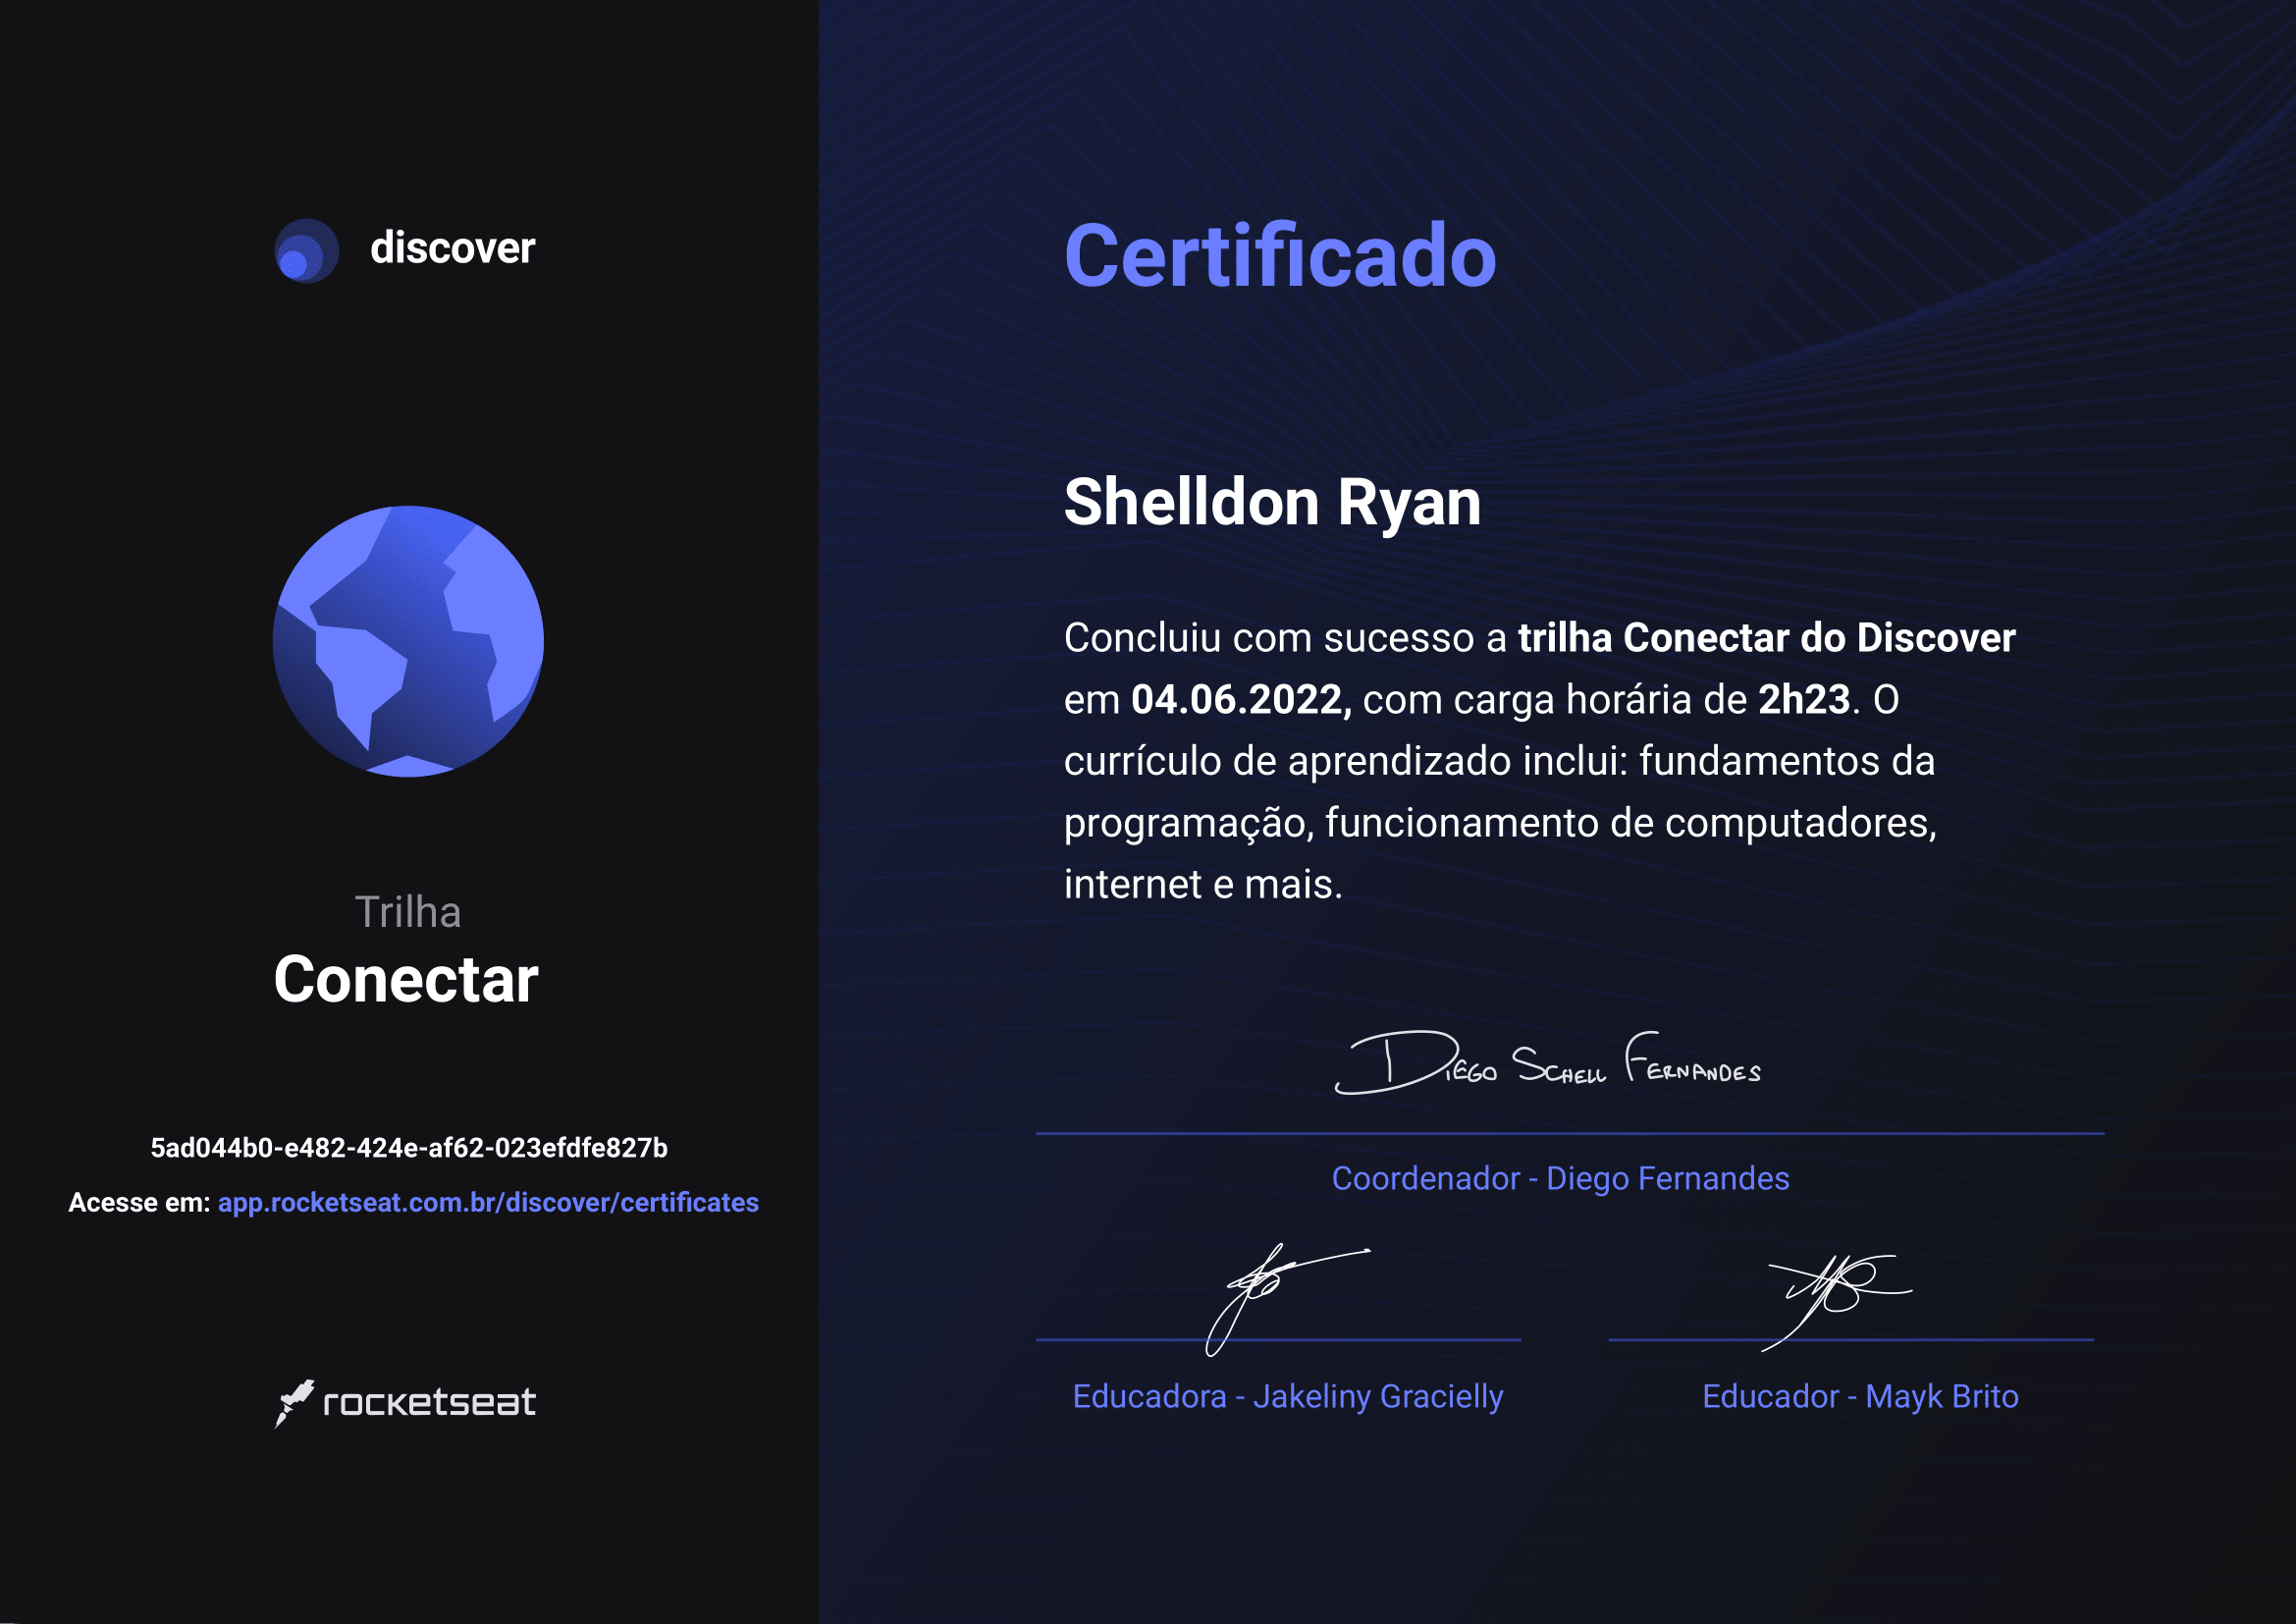 discover
Trilha
Conectar
5ad044b0-e482-424e-af62-023efdfe827b
Acesse em: app.rocketseat.com.br/discover/certificates
rocketseat
Certificado
Shelldon Ryan
Concluiu com sucesso a trilha Conectar do Discover
em 04.06.2022, com carga horária de 2h23. O
currículo de aprendizado inclui: fundamentos da
programação, funcionamento de computadores,
internet e mais.
Diego Schell Fernandes
Coordenador - Diego Fernandes
Educadora - Jakeliny Gracielly
Educador - Mayk Brito